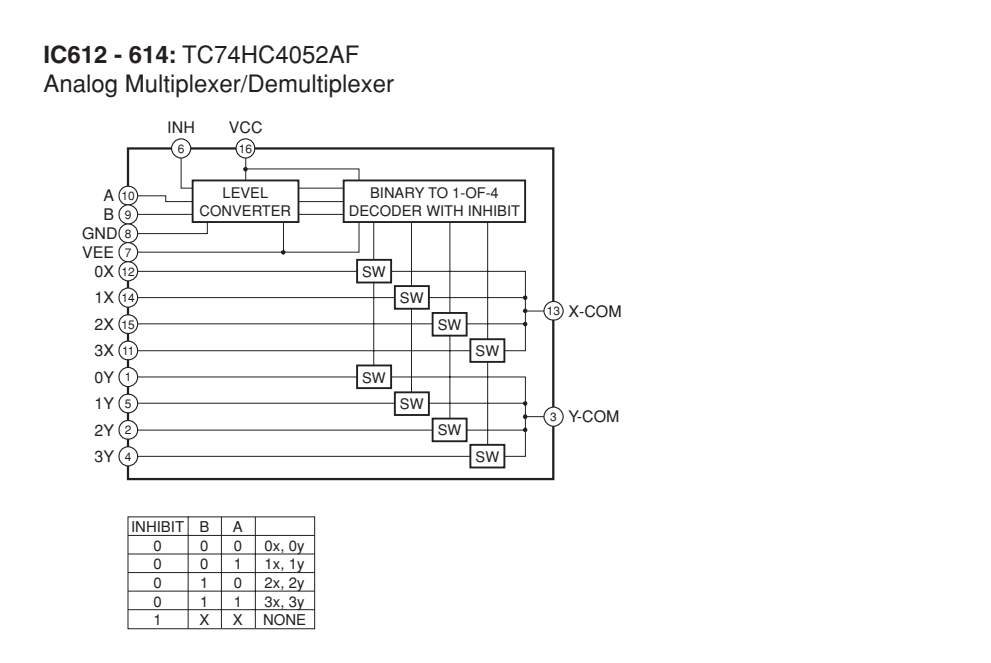 IC612 - 614: TC74HC4052AF
Analog Multiplexer/Demultiplexer
INH VCC
6 16
A 10 LEVEL CONVERTER BINARY TO 1-OF-4 DECODER WITH INHIBIT
B 9
GND 8
VEE 7
0X 12 SW
1X 14 SW
13 X-COM
2X 15 SW
3X 11 SW
0Y 1 SW
1Y 5 SW
3 Y-COM
2Y 2 SW
3Y 4 SW
INHIBIT B A
0 0 0 0x, 0y
0 0 1 1x, 1y
0 1 0 2x, 2y
0 1 1 3x, 3y
1 X X NONE